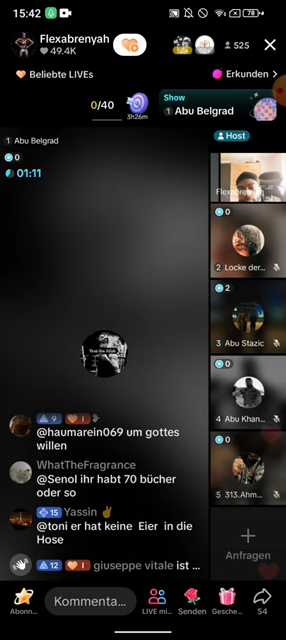 15:42
78
Flexabrenyah
49.4K
525
Beliebte LIVEs
Erkunden
0/40
3h26m
Show
1 Abu Belgrad
1 Abu Belgrad
0
01:11
Host
Flexabrenyah
0
2 Locke der...
2
3 Abu Stazic
0
4 Abu Khan...
0
5 313.Ahm...
Anfragen
9
1
@haumarein069 um gottes
willen
WhatTheFragrance
@Senol ihr habt 70 bücher
oder so
15 Yassin ✌
@toni er hat keine Eier in die
Hose
12 1 giuseppe vitale ist ...
Abonn...
Kommenta...
LIVE mi...
Senden
Gesche...
54